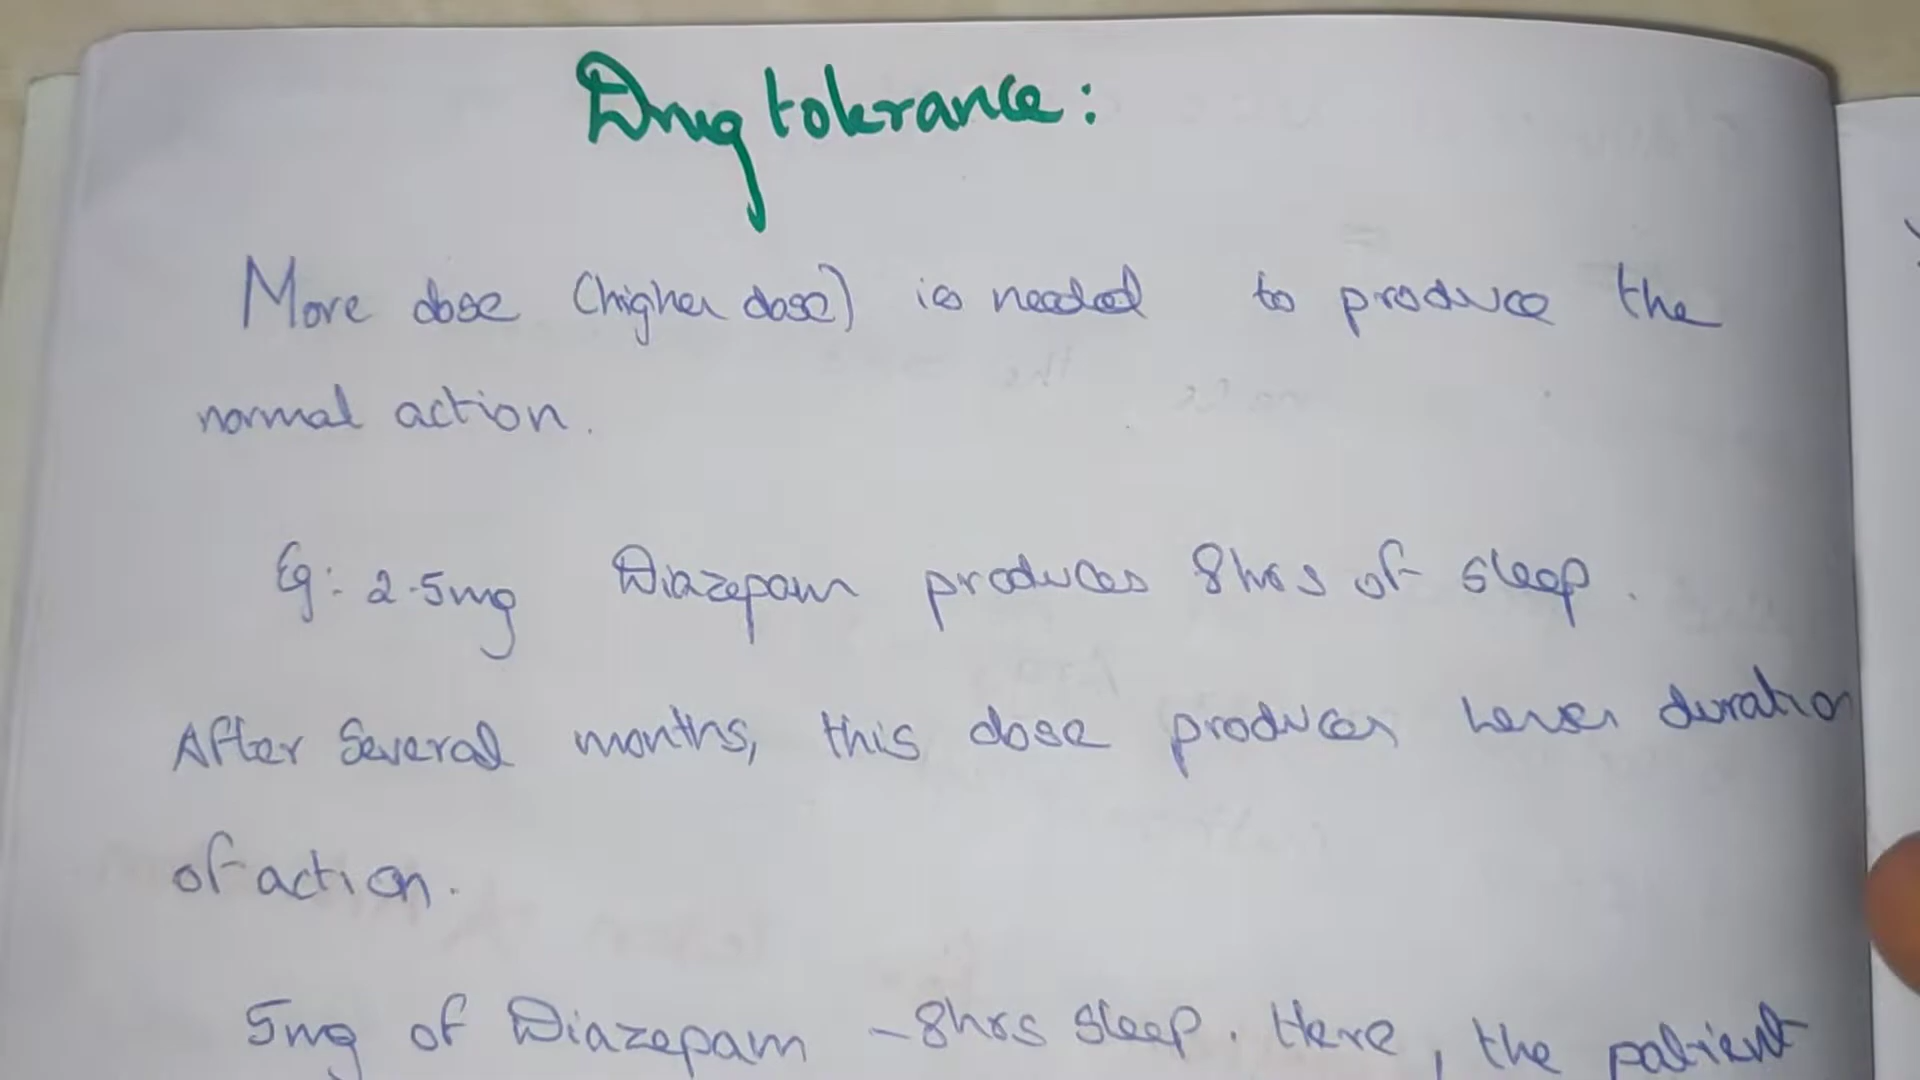 Drug tolerance:
More dose (higher dose) is needed to produce the
normal action.
Eg: 2.5mg Diazepam produces 8hrs of sleep.
After Several months, this dose produces duration
of action.
5mg of Diazepam - 8hrs sleep. Here, the patient